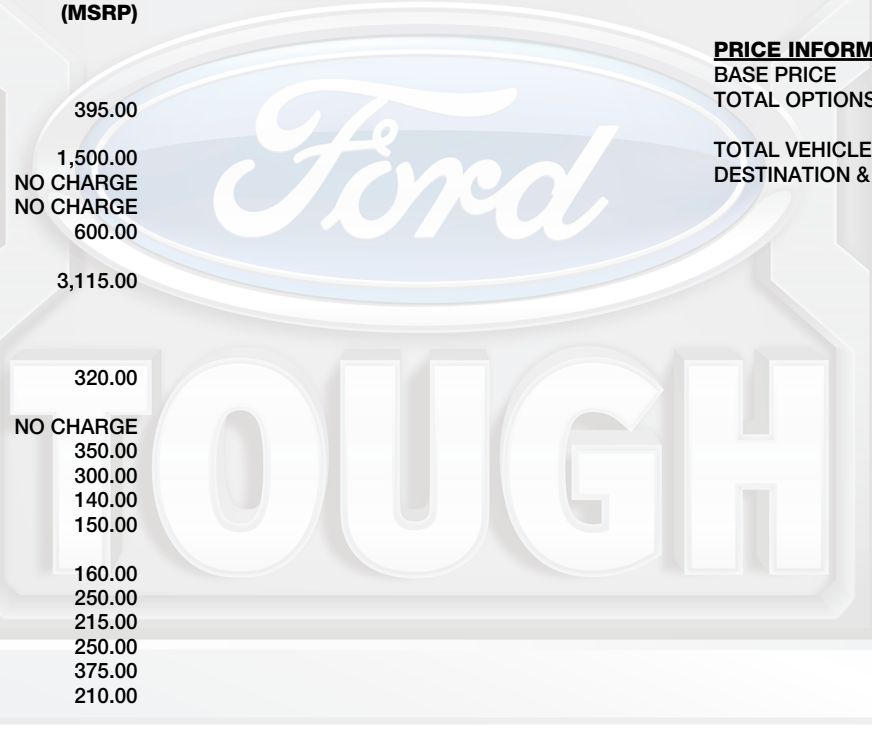 (MSRP)
395.00
1,500.00
NO CHARGE
NO CHARGE
600.00
3,115.00
320.00
NO CHARGE
350.00
300.00
140.00
150.00
160.00
250.00
215.00
250.00
375.00
210.00
PRICE INFORM
BASE PRICE
TOTAL OPTIONS
TOTAL VEHICLE
DESTINATION &
Ford
TOUGH